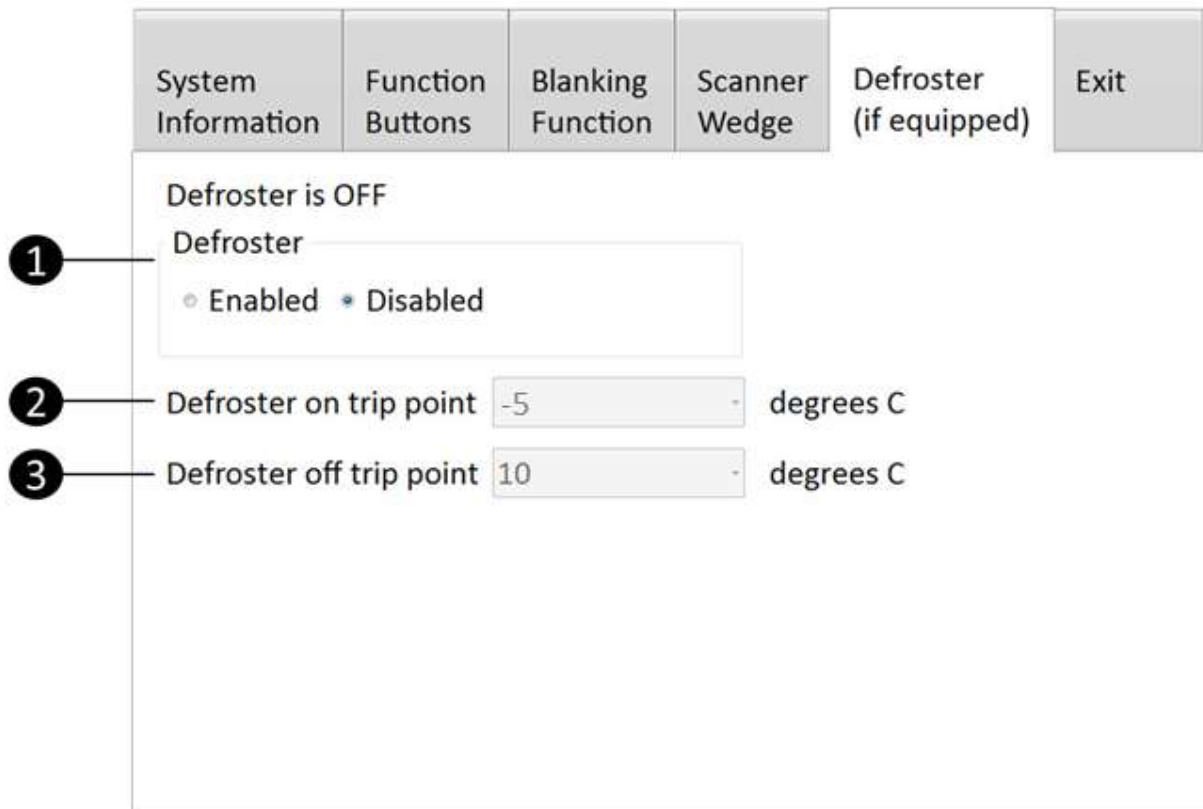 System Information
Function Buttons
Blanking Function
Scanner Wedge
Defroster (if equipped)
Exit
Defroster is OFF
1
Defroster
Enabled Disabled
2 Defroster on trip point -5 degrees C
3 Defroster off trip point 10 degrees C